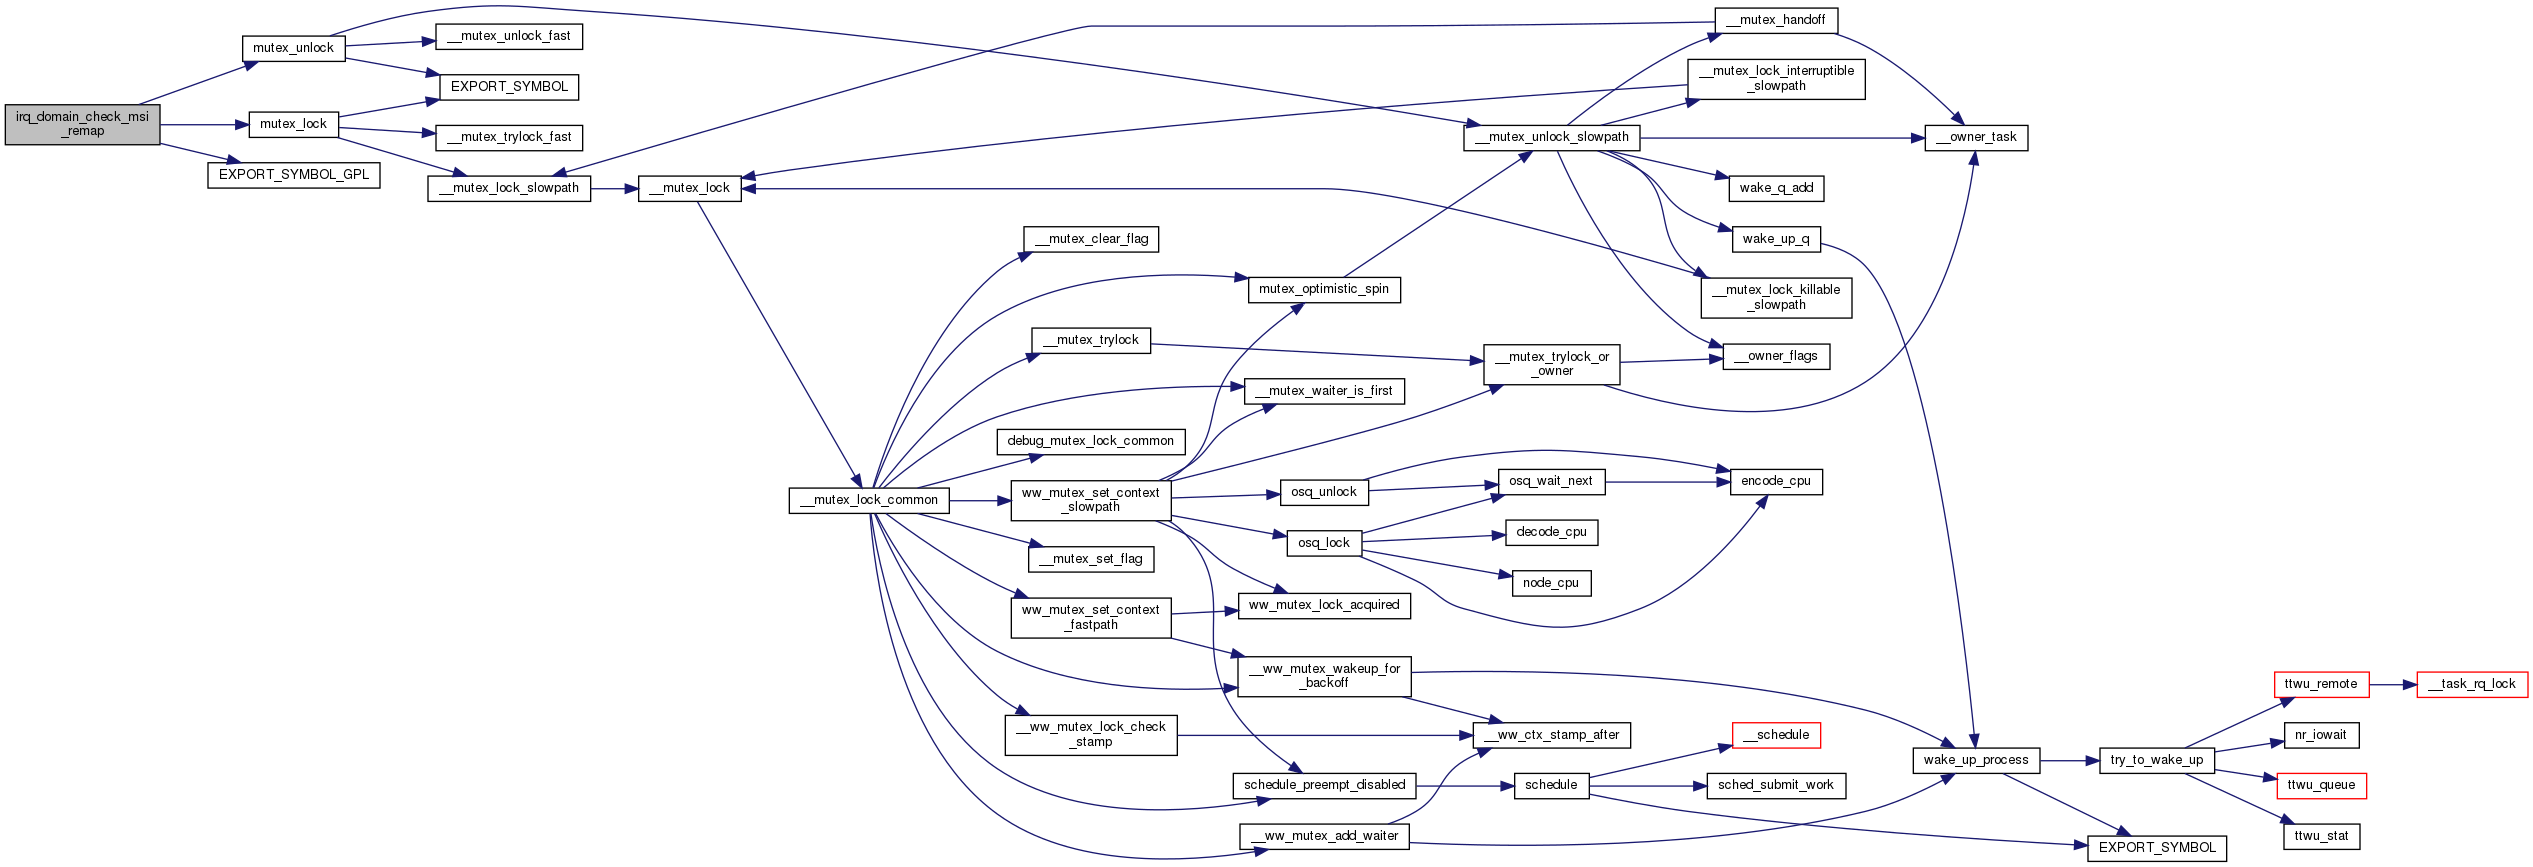 irq_domain_check_msi
_remap
mutex_unlock
mutex_lock
EXPORT_SYMBOL_GPL
__mutex_unlock_fast
EXPORT_SYMBOL
__mutex_trylock_fast
__mutex_lock_slowpath
__mutex_lock
__mutex_lock_common
__mutex_clear_flag
__mutex_trylock
debug_mutex_lock_common
ww_mutex_set_context
_slowpath
__mutex_set_flag
ww_mutex_set_context
_fastpath
__ww_mutex_lock_check
_stamp
mutex_optimistic_spin
__mutex_waiter_is_first
osq_unlock
osq_lock
ww_mutex_lock_acquired
__ww_mutex_wakeup_for
_backoff
schedule_preempt_disabled
__ww_mutex_add_waiter
__mutex_unlock_slowpath
__mutex_trylock_or
_owner
osq_wait_next
decode_cpu
node_cpu
__ww_ctx_stamp_after
schedule
__mutex_handoff
__mutex_lock_interruptible
_slowpath
wake_q_add
wake_up_q
__mutex_lock_killable
_slowpath
__owner_flags
encode_cpu
__schedule
sched_submit_work
__owner_task
wake_up_process
try_to_wake_up
EXPORT_SYMBOL
ttwu_remote
nr_iowait
ttwu_queue
ttwu_stat
__task_rq_lock